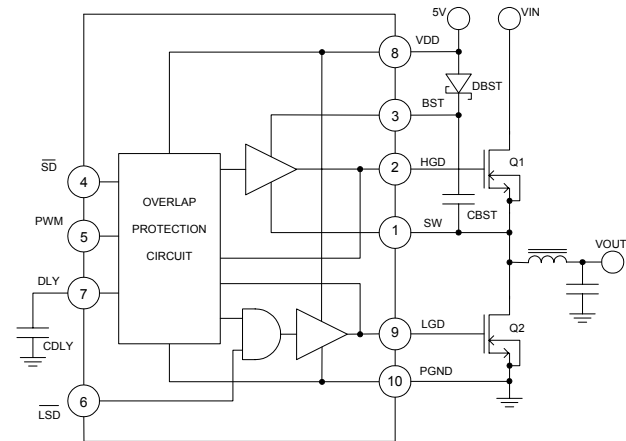 5V
VIN
VDD
8
DBST
BST
3
HGD
2
Q1
SD
4
OVERLAP
PROTECTION
CIRCUIT
CBST
PWM
5
SW
1
VOUT
DLY
7
CDLY
LGD
9
Q2
PGND
10
6
LSD